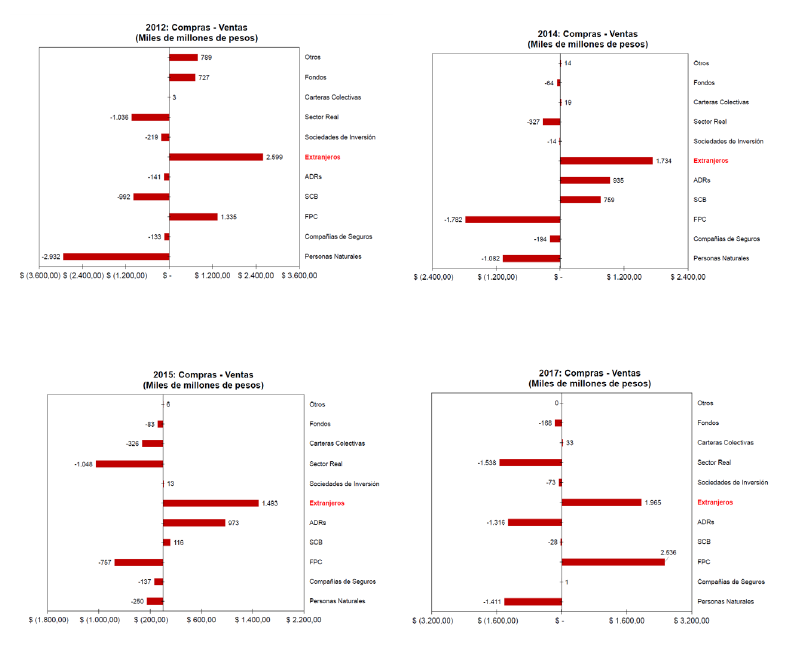 2012: Compras - Ventas
(Miles de millones de pesos)
789 Otros
727 Fondos
3 Carteras Colectivas
-1.036 Sector Real
-219 Sociedades de Inversión
2.599 Extranjeros
-141 ADRs
-992 SCB
1.335 FPC
-133 Compañías de Seguros
-2.932 Personas Naturales
$ (3.600,00) $ (2.400,00) $ (1.200,00) $ - $ 1.200,00 $ 2.400,00 $ 3.600,00
2014: Compras - Ventas
(Miles de millones de pesos)
14 Otros
-64 Fondos
19 Carteras Colectivas
-327 Sector Real
-14 Sociedades de Inversión
1.734 Extranjeros
935 ADRs
759 SCB
-1.782 FPC
-194 Compañías de Seguros
-1.082 Personas Naturales
$ (2.400,00) $ (1.200,00) $ - $ 1.200,00 $ 2.400,00
2015: Compras - Ventas
(Miles de millones de pesos)
Otros
-83 Fondos
-326 Carteras Colectivas
-1.048 Sector Real
13 Sociedades de Inversión
1.493 Extranjeros
973 ADRs
116 SCB
-757 FPC
-137 Compañías de Seguros
-250 Personas Naturales
$ (1.800,00) $ (1.000,00) $ (200,00) $ 600,00 $ 1.400,00 $ 2.200,00
2017: Compras - Ventas
(Miles de millones de pesos)
0 Otros
-168 Fondos
33 Carteras Colectivas
-1.538 Sector Real
-73 Sociedades de Inversión
1.965 Extranjeros
-1.316 ADRs
-28 SCB
2.536 FPC
1 Compañías de Seguros
-1.411 Personas Naturales
$ (3.200,00) $ (1.600,00) $ - $ 1.600,00 $ 3.200,00